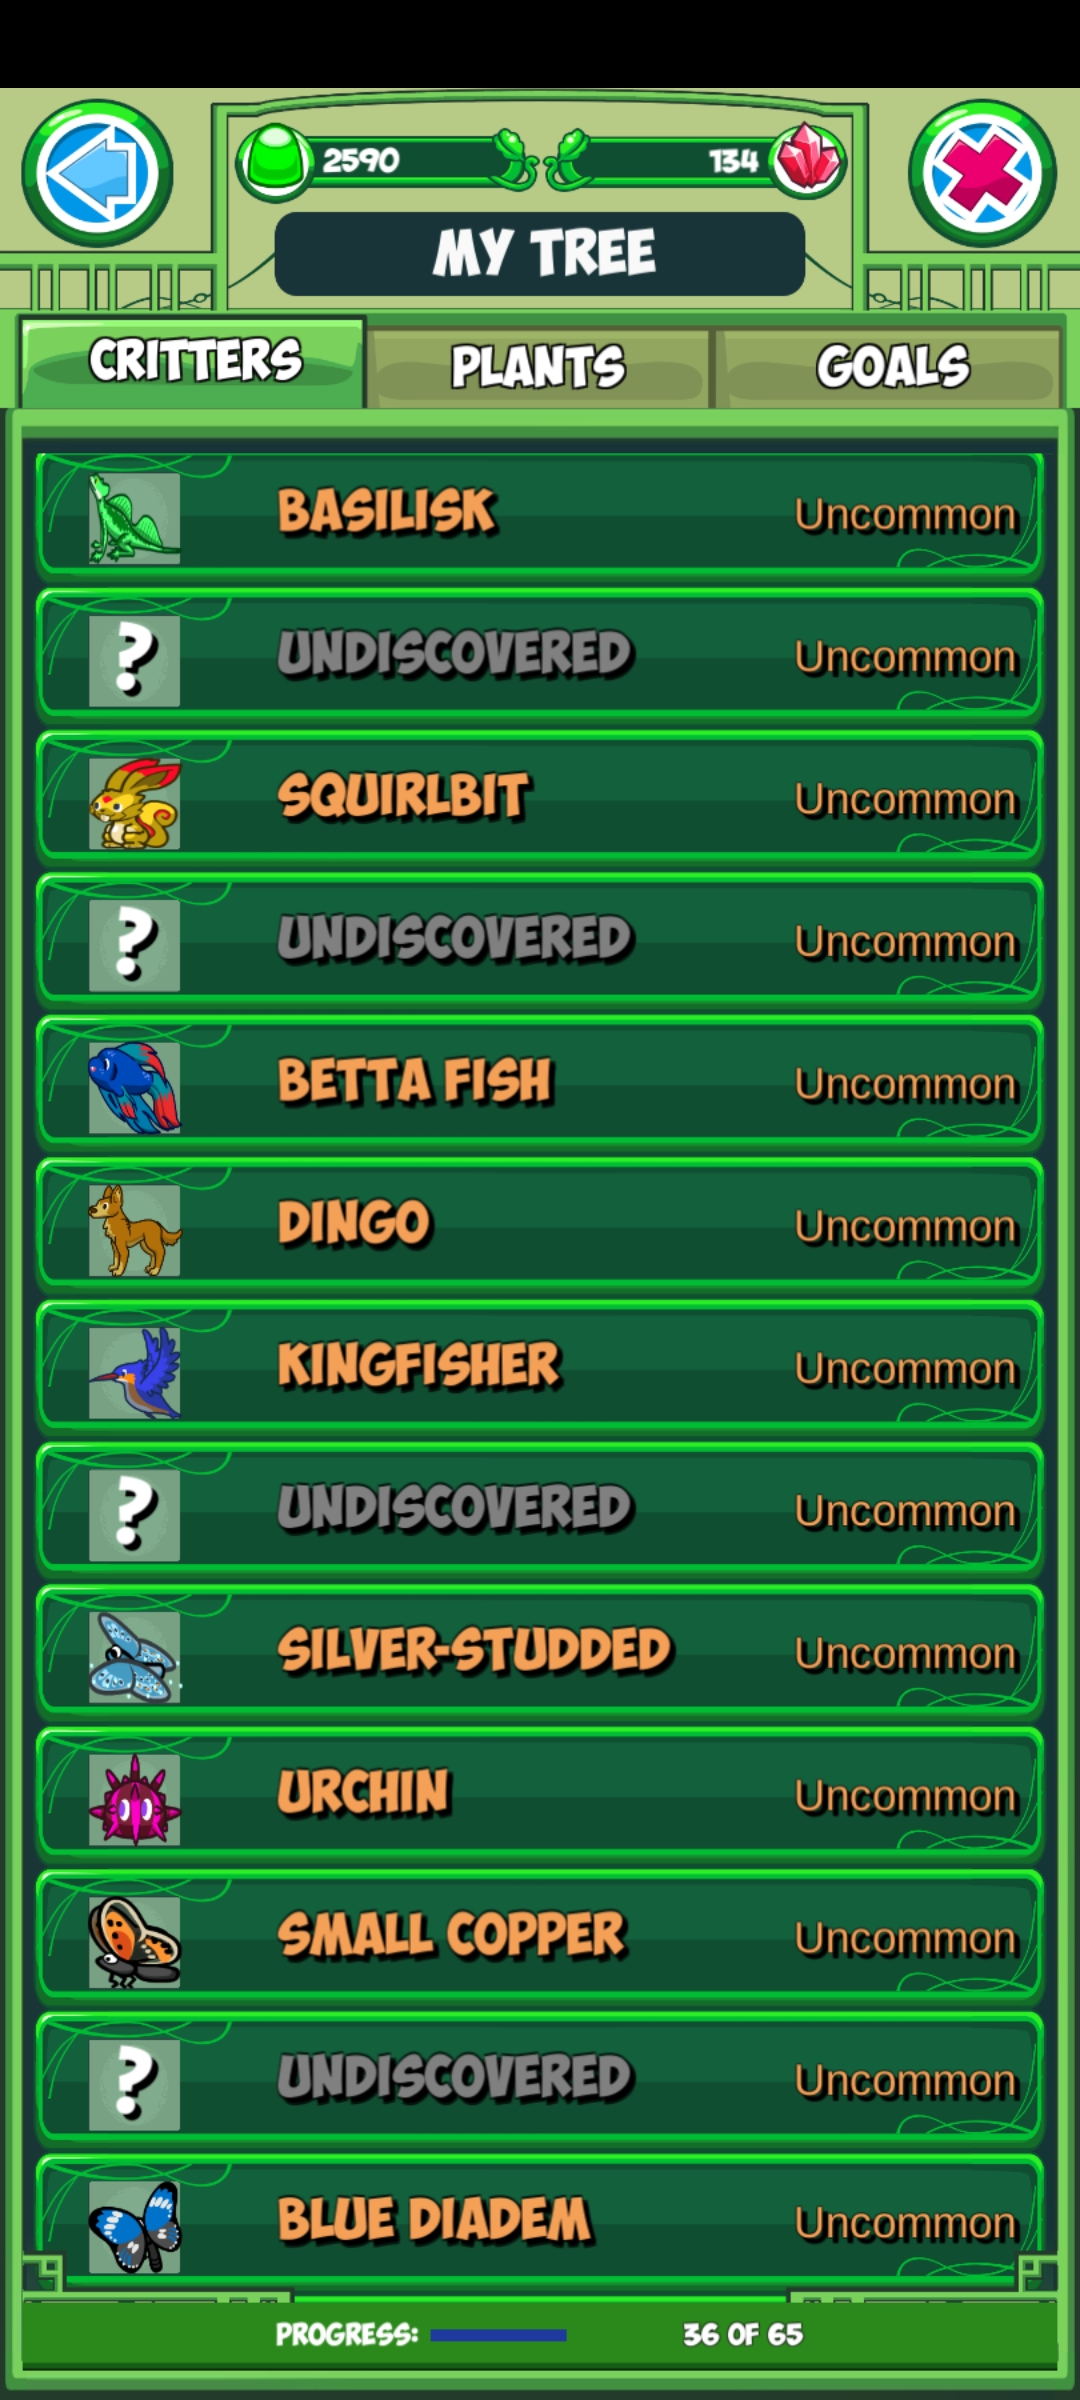 2590
134
MY TREE
CRITTERS
PLANTS
GOALS
BASILISK Uncommon
? UNDISCOVERED Uncommon
SQUIRLBIT Uncommon
? UNDISCOVERED Uncommon
BETTA FISH Uncommon
DINGO Uncommon
KINGFISHER Uncommon
? UNDISCOVERED Uncommon
SILVER-STUDDED Uncommon
URCHIN Uncommon
SMALL COPPER Uncommon
? UNDISCOVERED Uncommon
BLUE DIADEM Uncommon
PROGRESS: 36 OF 65